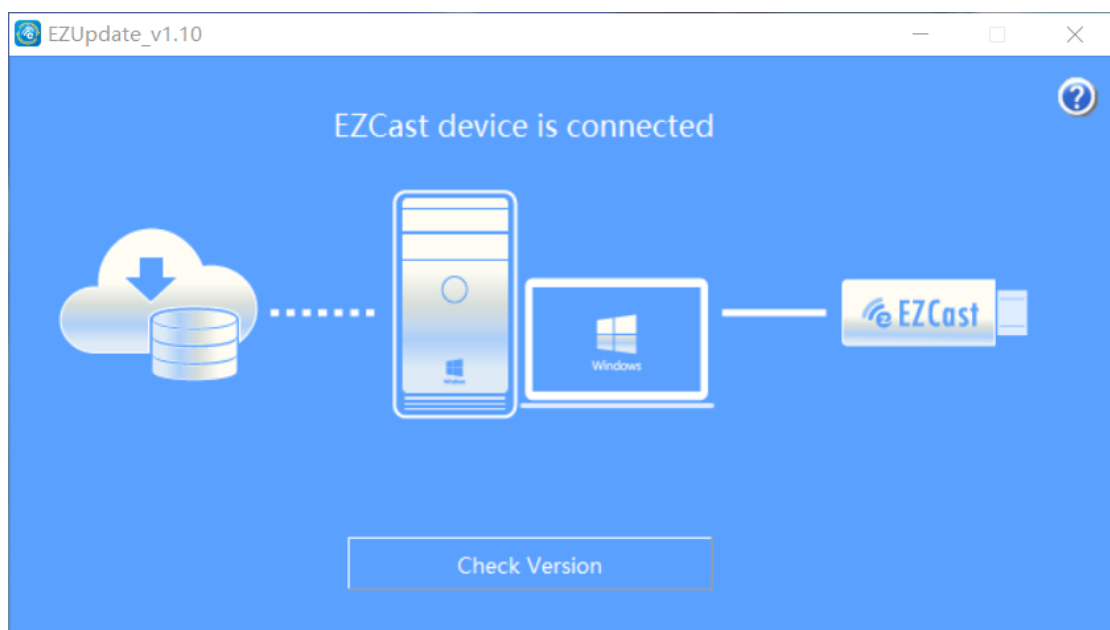 EZUpdate_v1.10
EZCast device is connected
Windows
EZCast
Check Version